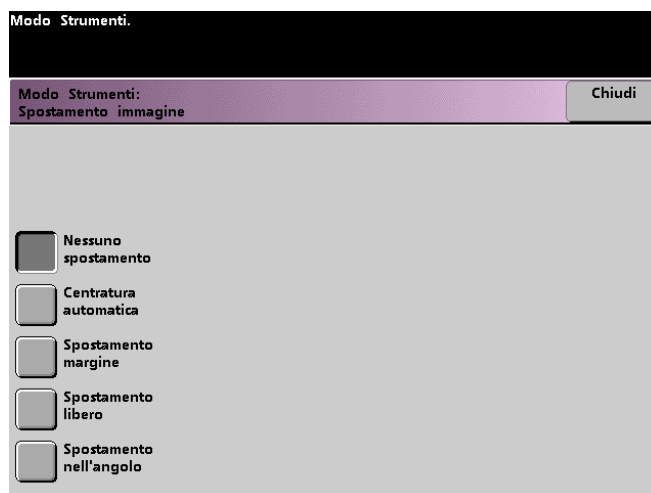 Modo Strumenti.
Modo Strumenti:
Spostamento immagine
Chiudi
Nessuno
spostamento
Centratura
automatica
Spostamento
margine
Spostamento
libero
Spostamento
nell'angolo